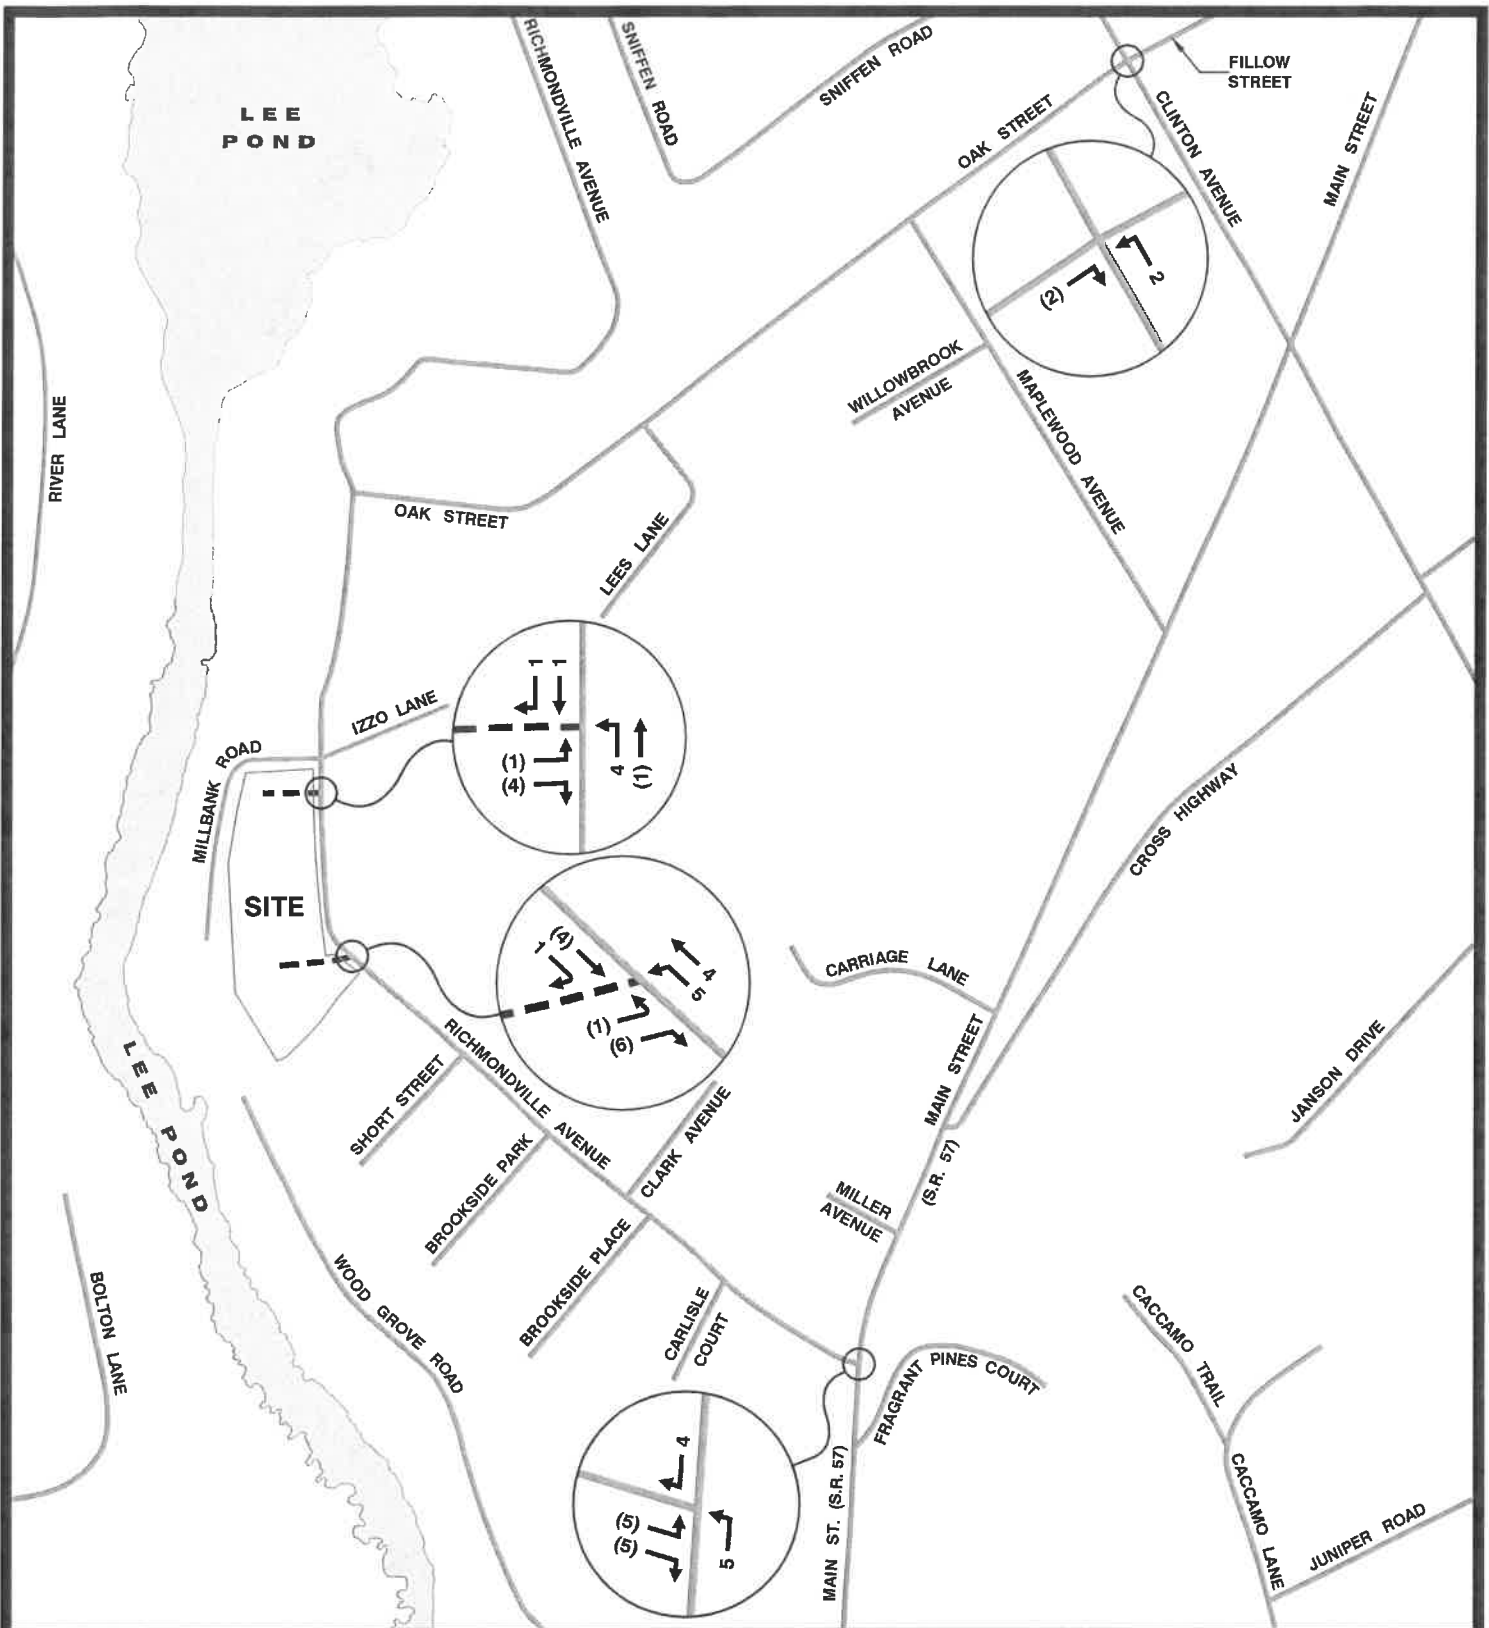 LEE
POND
RICHMONDVILLE AVENUE
SNIFFEN ROAD
SNIFFEN ROAD
OAK STREET
FILLOW
STREET
CLINTON AVENUE
MAIN STREET
(2)
2
RIVER LANE
WILLOWBROOK
AVENUE
MAPLEWOOD AVENUE
OAK STREET
LEES LANE
IZZO LANE
MILLBANK ROAD
1 1
(1)
(4)
4
(1)
CROSS HIGHWAY
SITE
1
(4)
4
5
(1)
(6)
CARRIAGE LANE
MAIN STREET
(S.R. 57)
JANSON DRIVE
LEE POND
RICHMONDVILLE AVENUE
SHORT STREET
BROOKSIDE PARK
CLARK AVENUE
BROOKSIDE PLACE
MILLER
AVENUE
BOLTON LANE
WOOD GROVE ROAD
CARLISLE
COURT
FRAGRANT PINES COURT
CACCAMO TRAIL
4
(5)
(5)
5
MAIN ST. (S.R. 57)
CACCAMO LANE
JUNIPER ROAD